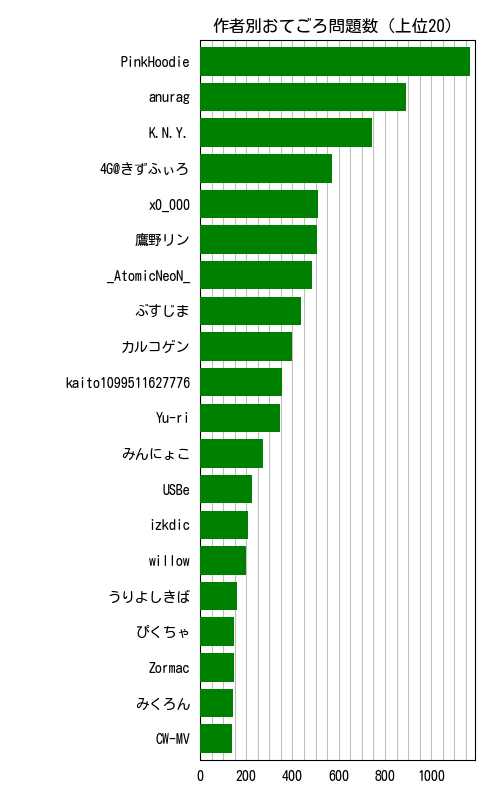 作者別おてごろ問題数 (上位20)
PinkHoodie
anurag
K.N.Y.
4G@きずふぃろ
x0_000
鷹野リン
_AtomicNeoN_
ぶすじま
カルコゲン
kaito1099511627776
Yu-ri
みんにょこ
USBe
izkdic
willow
うりよしきば
ぴくちゃ
Zormac
みくろん
CW-MV
0 200 400 600 800 1000